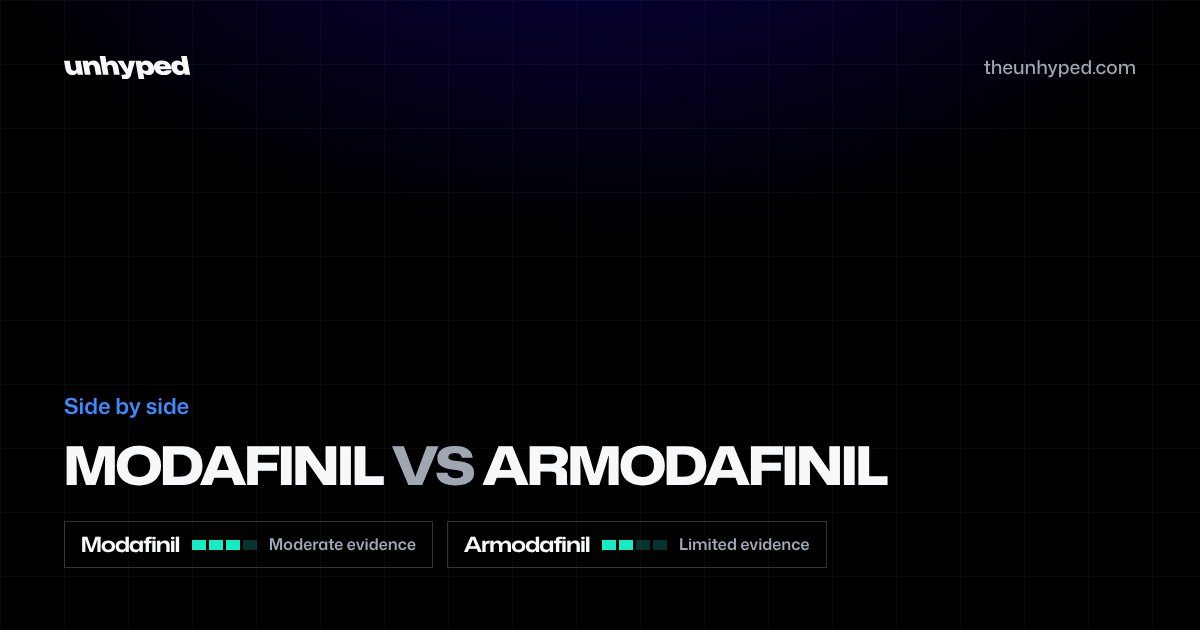 unhyped
theunhyped.com
Side by side
MODAFINIL VS ARMODAFINIL
Modafinil Moderate evidence
Armodafinil Limited evidence